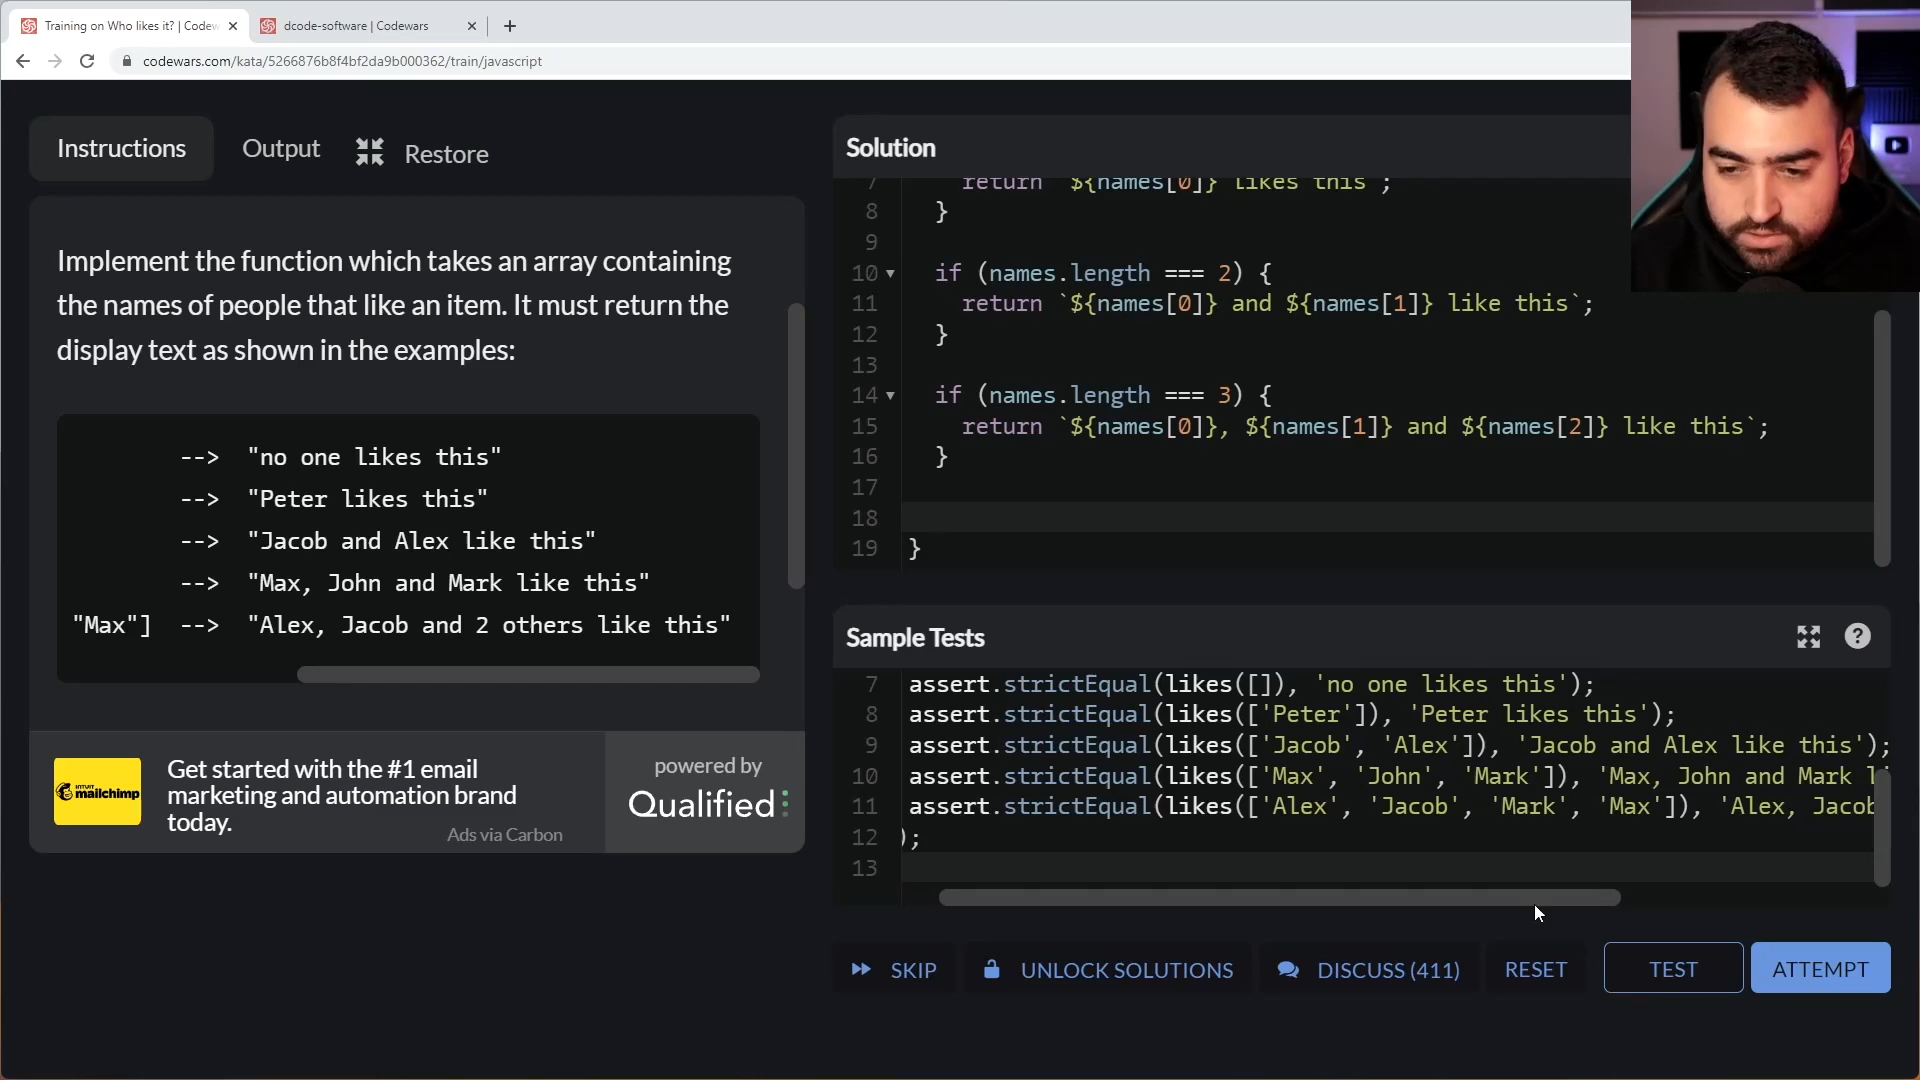 Training on Who likes it? | Codew
dcode-software | Codewars
codewars.com/kata/5266876b8f4bf2da9b000362/train/javascript
Instructions
Output
Restore
Implement the function which takes an array containing
the names of people that like an item. It must return the
display text as shown in the examples:
--> "no one likes this"
--> "Peter likes this"
--> "Jacob and Alex like this"
--> "Max, John and Mark like this"
"Max"] --> "Alex, Jacob and 2 others like this"
INTUIT
mailchimp
Get started with the #1 email
marketing and automation brand
today.
Ads via Carbon
powered by
Qualified
Solution
7 return `${names[0]} likes this`;
8 }
9
10 if (names.length === 2) {
11 return `${names[0]} and ${names[1]} like this`;
12 }
13
14 if (names.length === 3) {
15 return `${names[0]}, ${names[1]} and ${names[2]} like this`;
16 }
17
18
19 }
Sample Tests
?
7 assert.strictEqual(likes([]), 'no one likes this');
8 assert.strictEqual(likes(['Peter']), 'Peter likes this');
9 assert.strictEqual(likes(['Jacob', 'Alex']), 'Jacob and Alex like this');
10 assert.strictEqual(likes(['Max', 'John', 'Mark']), 'Max, John and Mark li
11 assert.strictEqual(likes(['Alex', 'Jacob', 'Mark', 'Max']), 'Alex, Jacob
12 );
13
SKIP
UNLOCK SOLUTIONS
DISCUSS (411)
RESET
TEST
ATTEMPT